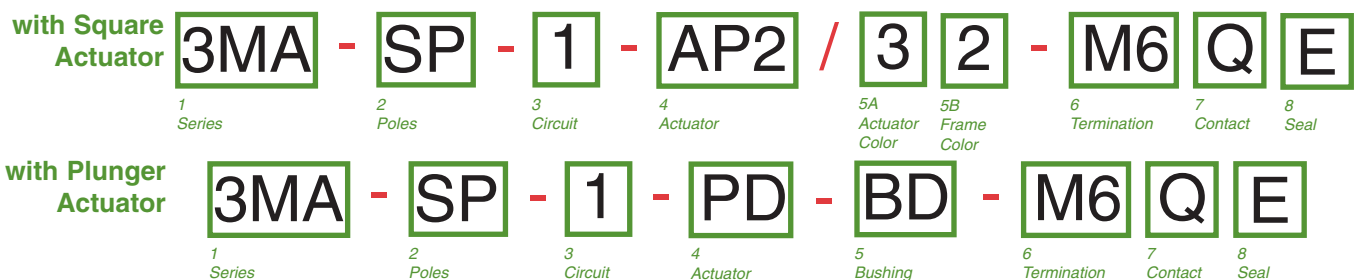 with Square
Actuator
3MA - SP - 1 - AP2 / 3 2 - M6 Q E
1 2 3 4 5A 5B 6 7 8
Series Poles Circuit Actuator Actuator Frame Termination Contact Seal
Color Color
with Plunger
Actuator
3MA - SP - 1 - PD - BD - M6 Q E
1 2 3 4 5 6 7 8
Series Poles Circuit Actuator Bushing Termination Contact Seal